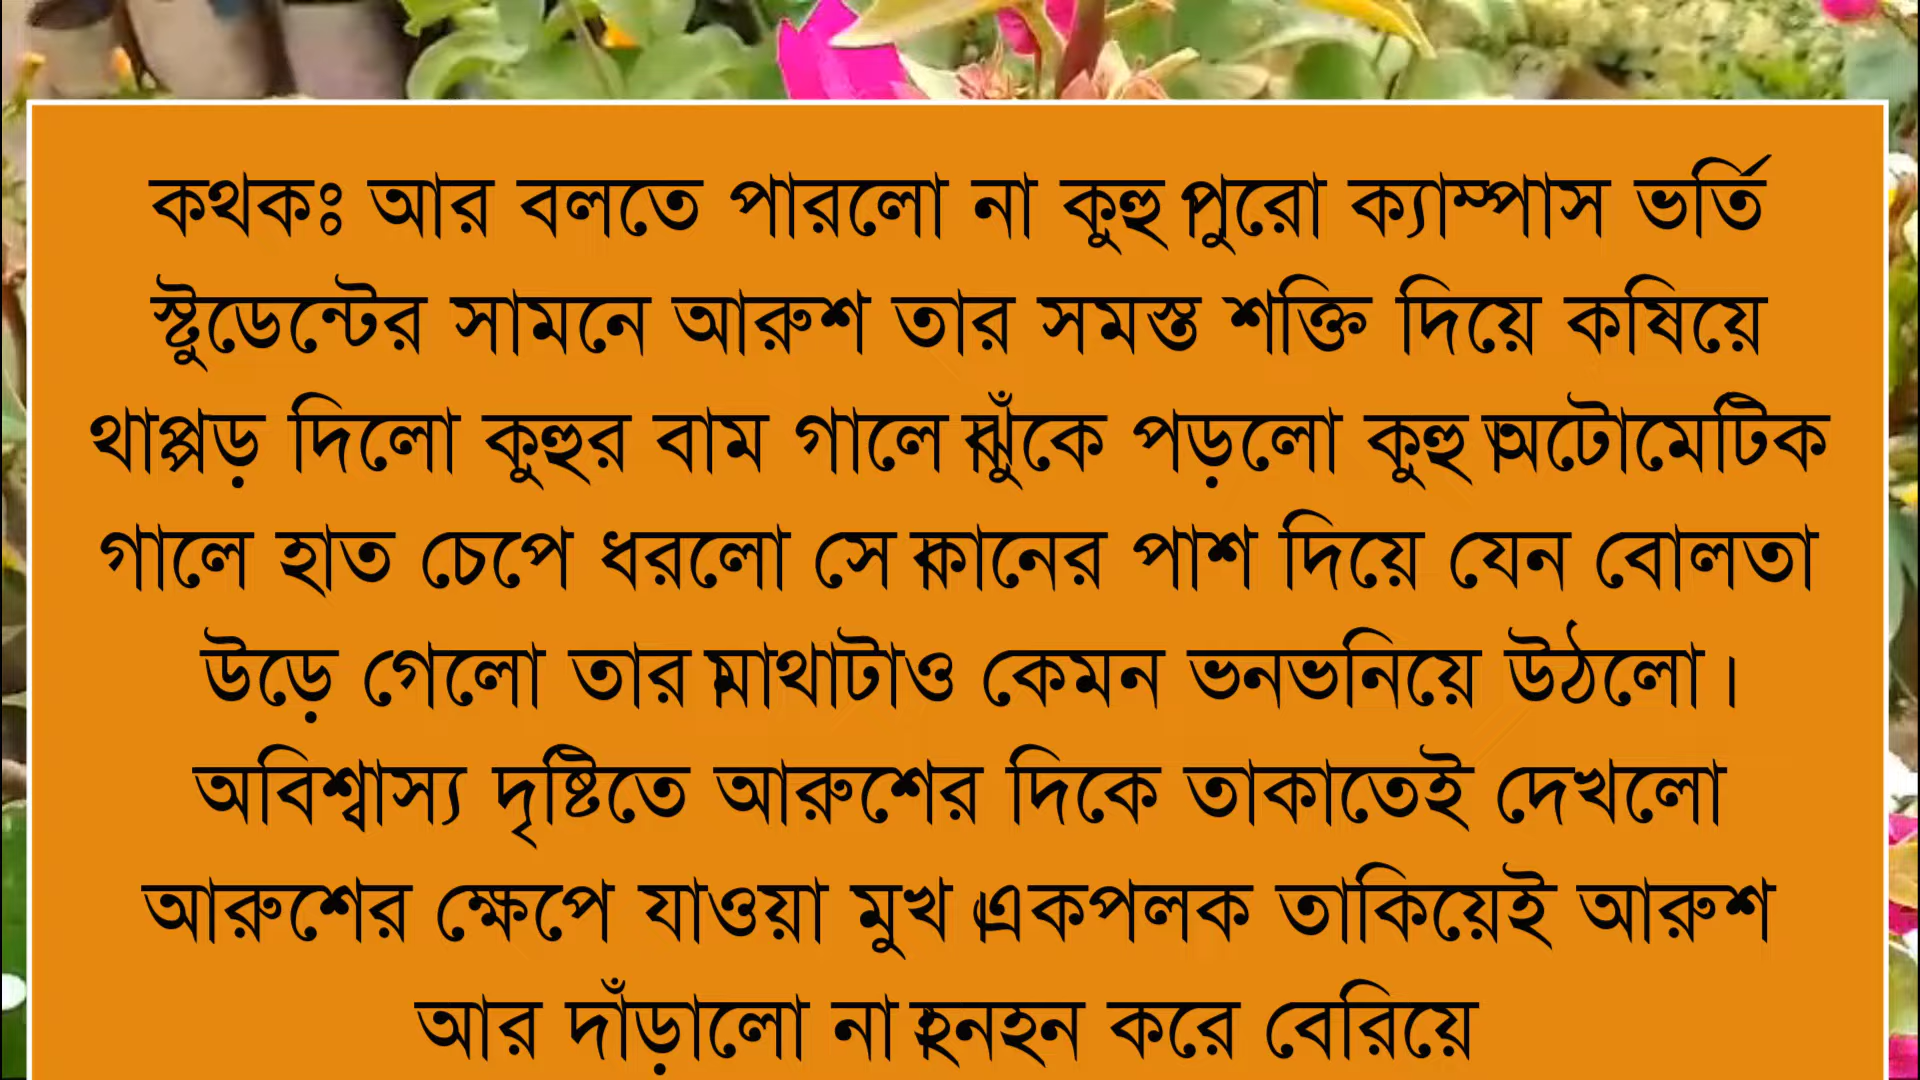 কথকঃ আর বলতে পারলো না কুহু।পুরো ক্যাম্পাস ভর্তি
স্টুডেন্টের সামনে আরুশ তার সমস্ত শক্তি দিয়ে কষিয়ে
থাপ্পড় দিলো কুহুর বাম গালে।ঝুঁকে পড়লো কুহু।অটোমেটিক
গালে হাত চেপে ধরলো সে।কানের পাশ দিয়ে যেন বোলতা
উড়ে গেলো তার।মাথাটাও কেমন ভনভনিয়ে উঠলো।
অবিশ্বাস্য দৃষ্টিতে আরুশের দিকে তাকাতেই দেখলো
আরুশের ক্ষেপে যাওয়া মুখ।একপলক তাকিয়েই আরুশ
আর দাঁড়ালো না।হনহন করে বেরিয়ে